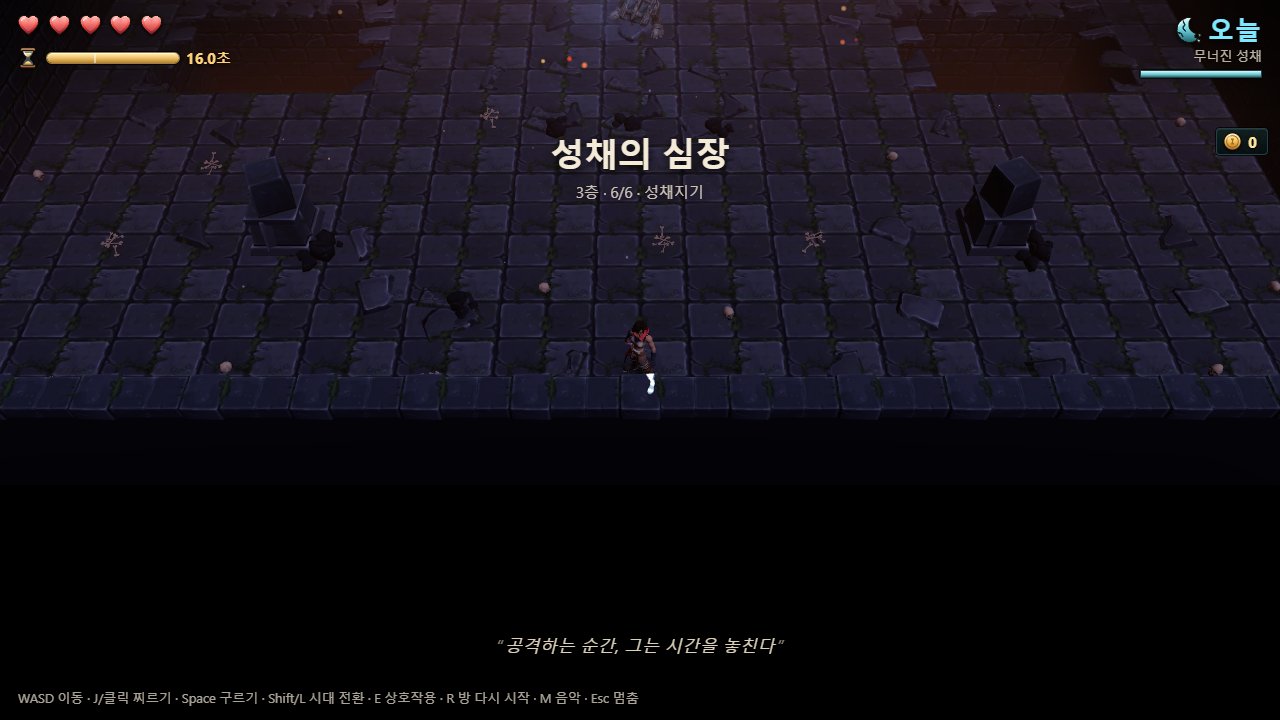 16.0초
오늘
무너진 성채
0
성채의 심장
3층 · 6/6 · 성채지기
“공격하는 순간, 그는 시간을 놓친다”
WASD 이동 · J/클릭 찌르기 · Space 구르기 · Shift/L 시대 전환 · E 상호작용 · R 방 다시 시작 · M 음악 · Esc 멈춤